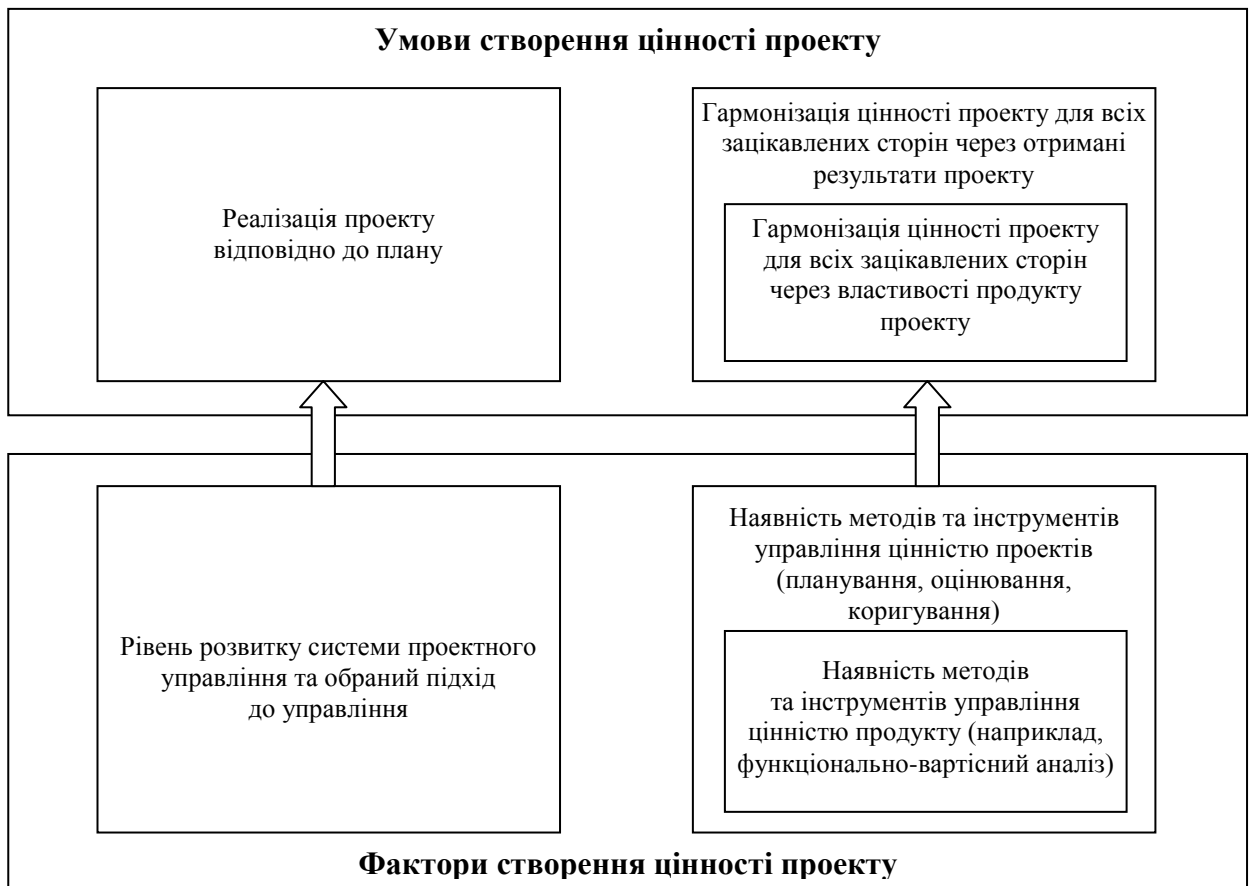 Умови створення цінності проекту
Реалізація проекту
відповідно до плану
Гармонізація цінності проекту для всіх
зацікавлених сторін через отримані
результати проекту
Гармонізація цінності проекту
для всіх зацікавлених сторін
через властивості продукту
проекту
Рівень розвитку системи проектного
управління та обраний підхід
до управління
Наявність методів та інструментів
управління цінністю проектів
(планування, оцінювання,
коригування)
Наявність методів
та інструментів управління
цінністю продукту (наприклад,
функціонально-вартісний аналіз)
Фактори створення цінності проекту